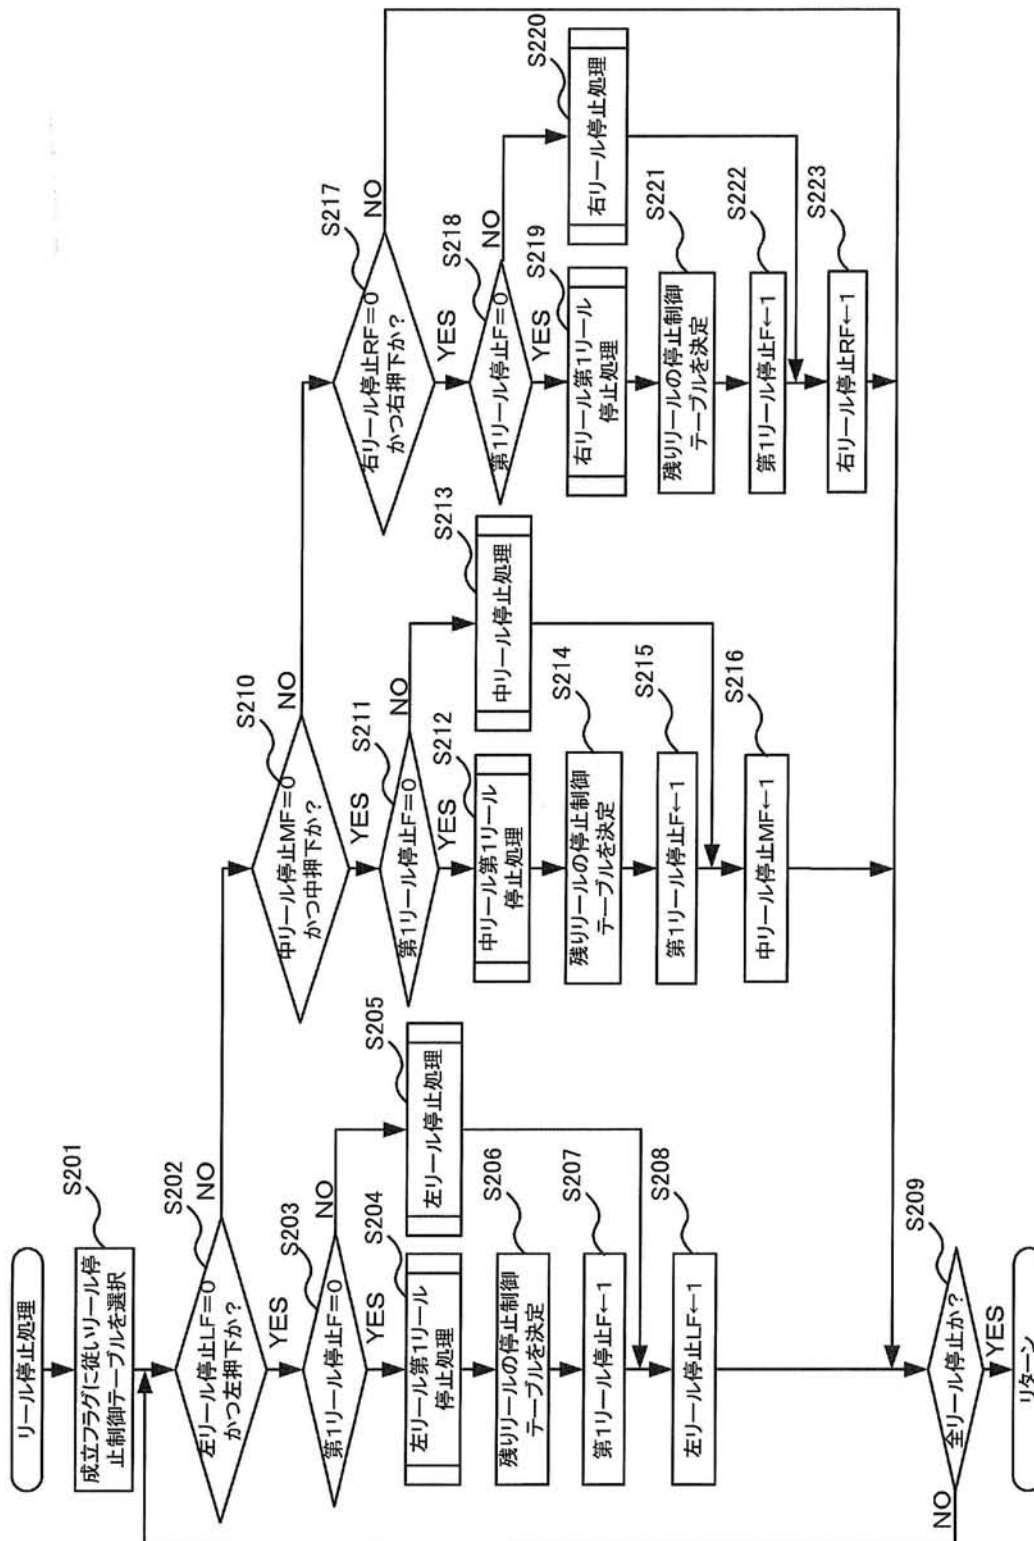 リール停止処理
S201
成立フラグに従いリール停
止制御テーブルを選択
S202
左リール停止LF=0
かつ左押下か?
NO
YES
S203
第1リール停止F=0
NO
YES
S204
左リール第1リール
停止処理
S205
左リール停止処理
S206
残りリールの停止制御
テーブルを決定
S207
第1リール停止F←1
S208
左リール停止LF←1
S209
全リール停止か?
NO
YES
リターン
S210
中リール停止MF=0
かつ中押下か?
NO
YES
S211
第1リール停止F=0
NO
YES
S212
中リール第1リール
停止処理
S213
中リール停止処理
S214
残りリールの停止制御
テーブルを決定
S215
第1リール停止F←1
S216
中リール停止MF←1
S217
右リール停止RF=0
かつ右押下か?
NO
YES
S218
第1リール停止F=0
NO
YES
S219
右リール第1リール
停止処理
S220
右リール停止処理
S221
残りリールの停止制御
テーブルを決定
S222
第1リール停止F←1
S223
右リール停止RF←1